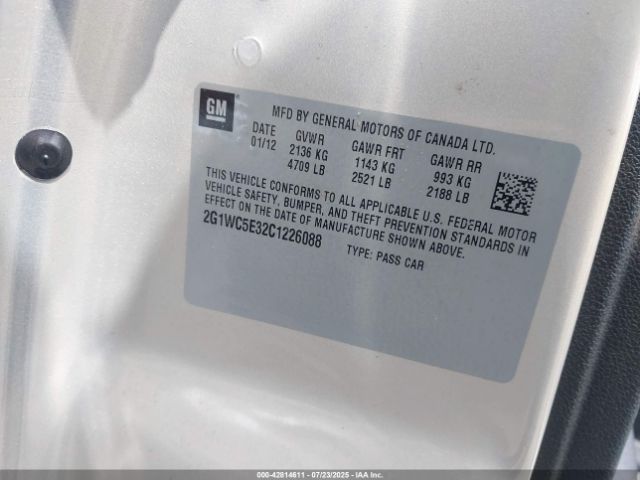 GM
MFD BY GENERAL MOTORS OF CANADA LTD.
DATE GVWR GAWR FRT GAWR RR
01/12 2136 KG 1143 KG 993 KG
4709 LB 2521 LB 2188 LB
THIS VEHICLE CONFORMS TO ALL APPLICABLE U.S. FEDERAL MOTOR
VEHICLE SAFETY, BUMPER, AND THEFT PREVENTION STANDARDS IN
EFFECT ON THE DATE OF MANUFACTURE SHOWN ABOVE.
2G1WC5E32C1226088 TYPE: PASS CAR
000-42814611 - 07/23/2025 - IAA Inc.